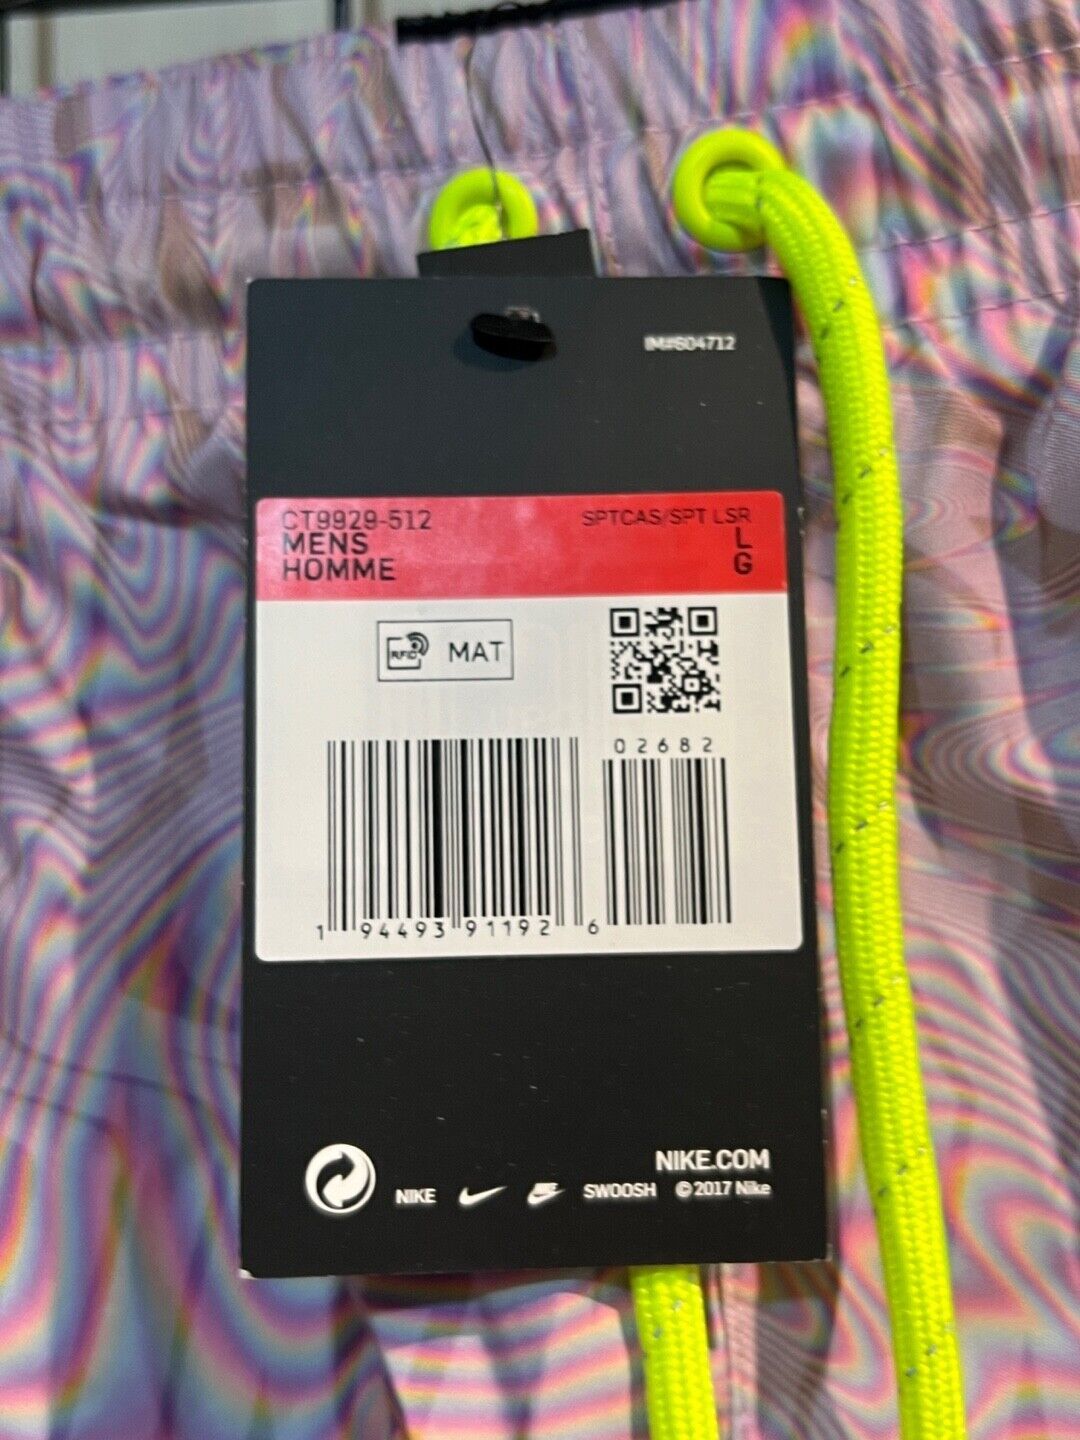 IM#604712
CT9929-512 SPTCAS/SPT LSR
MENS L
HOMME G
RFID MAT
02682
1 94493 91192 6
NIKE.COM
NIKE SWOOSH © 2017 Nike